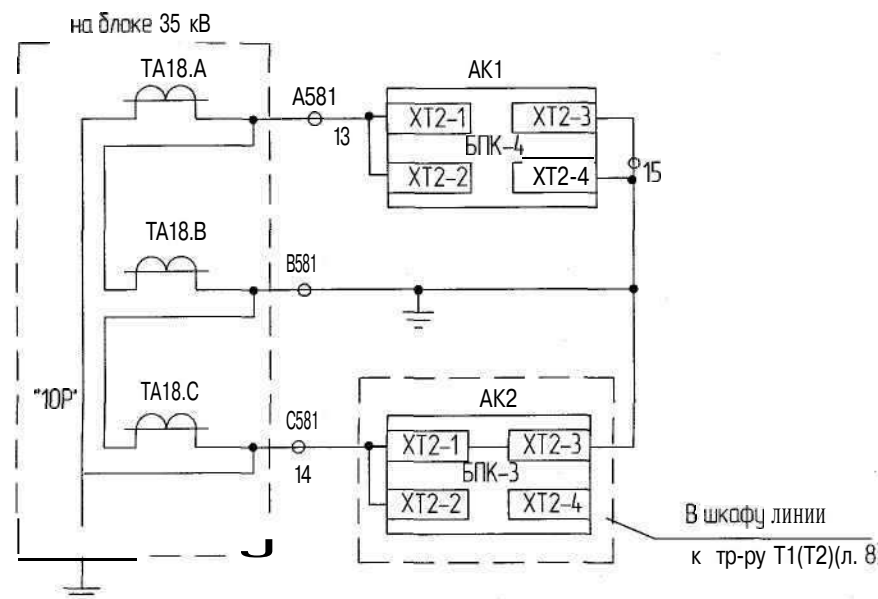 на блоке 35 кВ
TA18.A
A581
13
AK1
XT2-1
XT2-3
БПК-4
XT2-2
XT2-4
15
TA18.B
B581
"10P"
TA18.C
C581
14
AK2
XT2-1
XT2-3
БПК-3
XT2-2
XT2-4
В шкафу линии
к тр-ру Т1(Т2)(л. 8